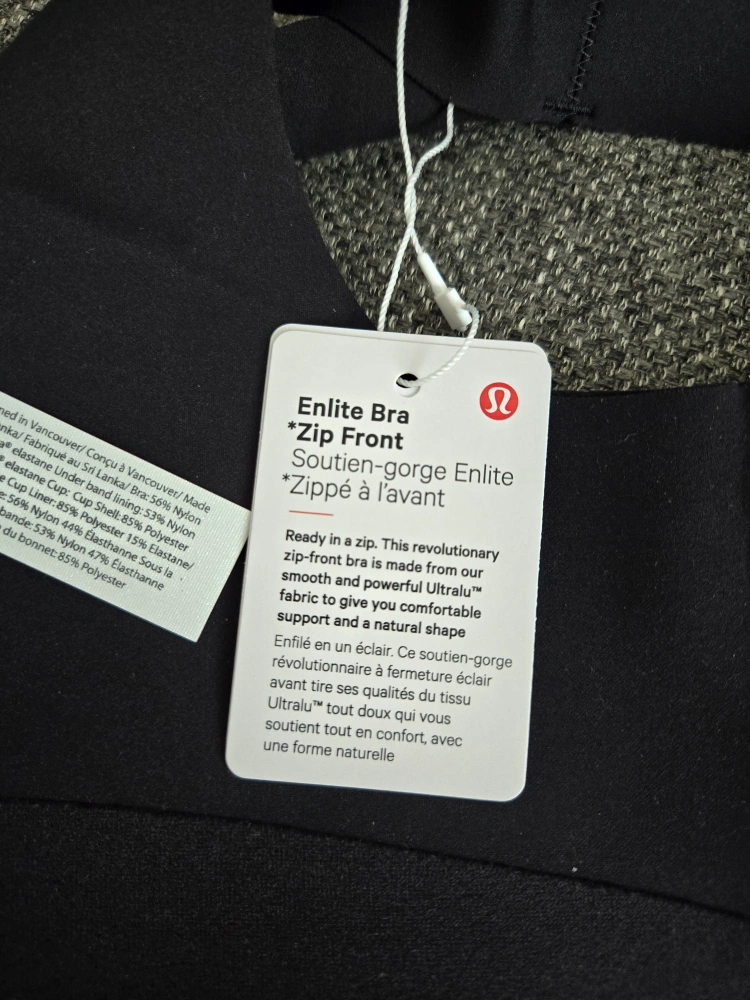 Enlite Bra
*Zip Front
Soutien-gorge Enlite
*Zippé à l'avant
Ready in a zip. This revolutionary
zip-front bra is made from our
smooth and powerful Ultralu™
fabric to give you comfortable
support and a natural shape
Enfilé en un éclair. Ce soutien-gorge
révolutionnaire à fermeture éclair
avant tire ses qualités du tissu
Ultralu™ tout doux qui vous
soutient tout en confort, avec
une forme naturelle
in Vancouver/ Conçu à Vancouver/ Made
Fabriqué au Sri Lanka/ Bra: 56% Nylon
elastane Under band lining: 53% Nylon
elastane Cup: Cup Shell: 85% Polyester
Cup Liner: 85% Polyester 15% Elastane/
56% Nylon 44% Élasthanne Sous la
bande: 53% Nylon 47% Élasthanne
du bonnet: 85% Polyester